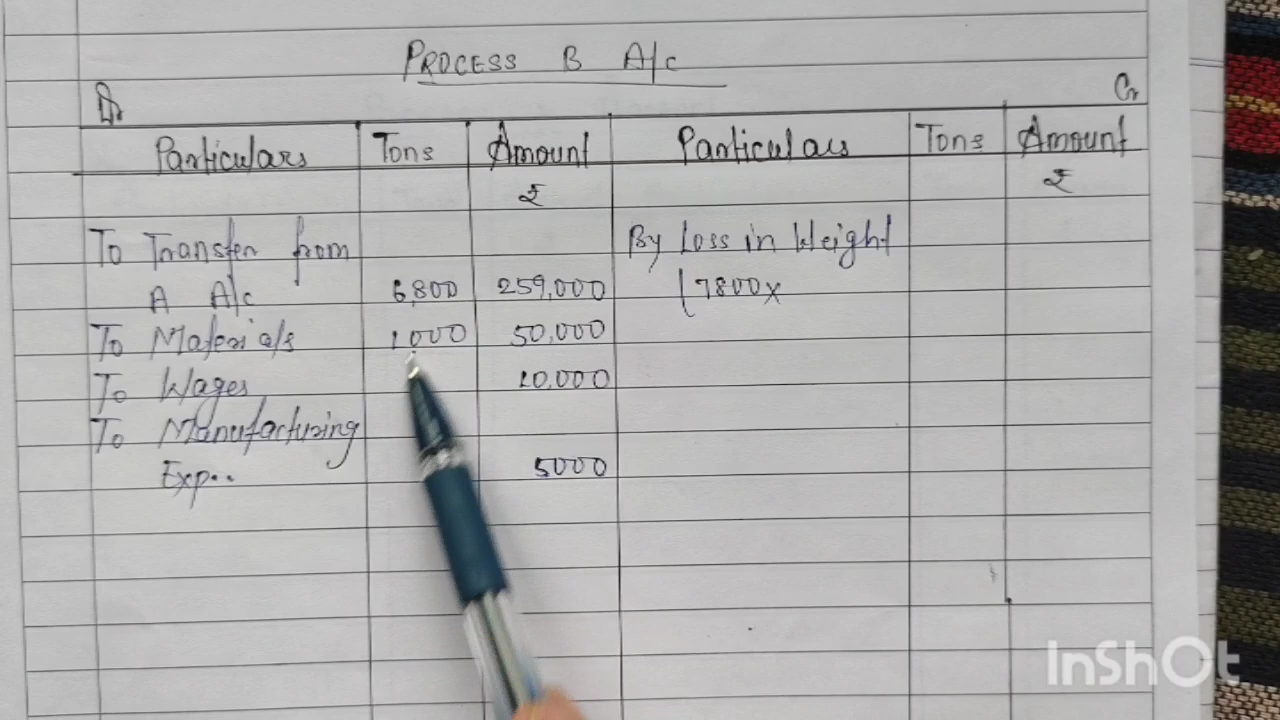 PROCESS B A/c
Dr Cr
Particulars Tons Amount Particulars Tons Amount
₹ ₹
To Transfer from By Loss in Weight
A A/c 6,800 259,000 (7800x
To Materials 1000 50,000
To Wages 10,000
To Manufacturing
Exp.. 5000
InShOt